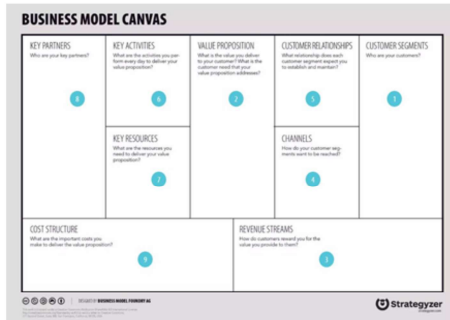 BUSINESS MODEL CANVAS
KEY PARTNERS
Who are your key partners?
8
KEY ACTIVITIES
What are the activities you per-
form every day to deliver your
value proposition?
6
KEY RESOURCES
What are the resources you
need to deliver your value
proposition?
7
VALUE PROPOSITION
What is the value you deliver
to your customer? What is the
customer need that your
value proposition addresses?
2
CUSTOMER RELATIONSHIPS
What relationship does each
customer segment expect you
to establish and maintain?
5
CHANNELS
How do your customer seg-
ments want to be reached?
4
CUSTOMER SEGMENTS
Who are your customers?
1
COST STRUCTURE
What are the important costs you
make to deliver the value proposition?
9
REVENUE STREAMS
How do customers reward you for the
value you provide to them?
3
DESIGNED BY BUSINESS MODEL FOUNDRY AG
Strategyzer
strategyzer.com